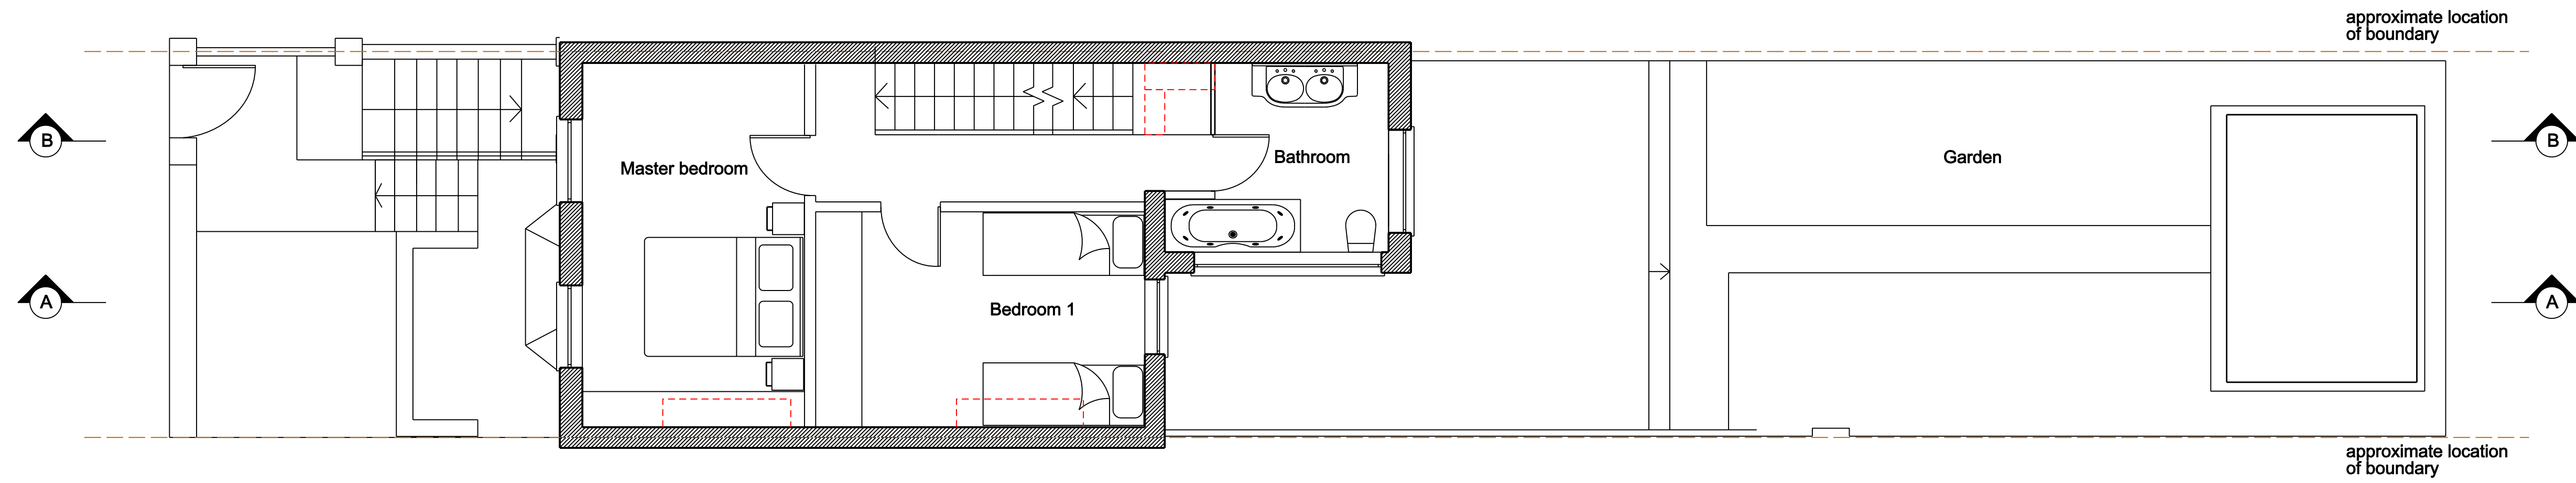 approximate location
of boundary
B
B
Master bedroom
Bathroom
Garden
A
A
Bedroom 1
approximate location
of boundary